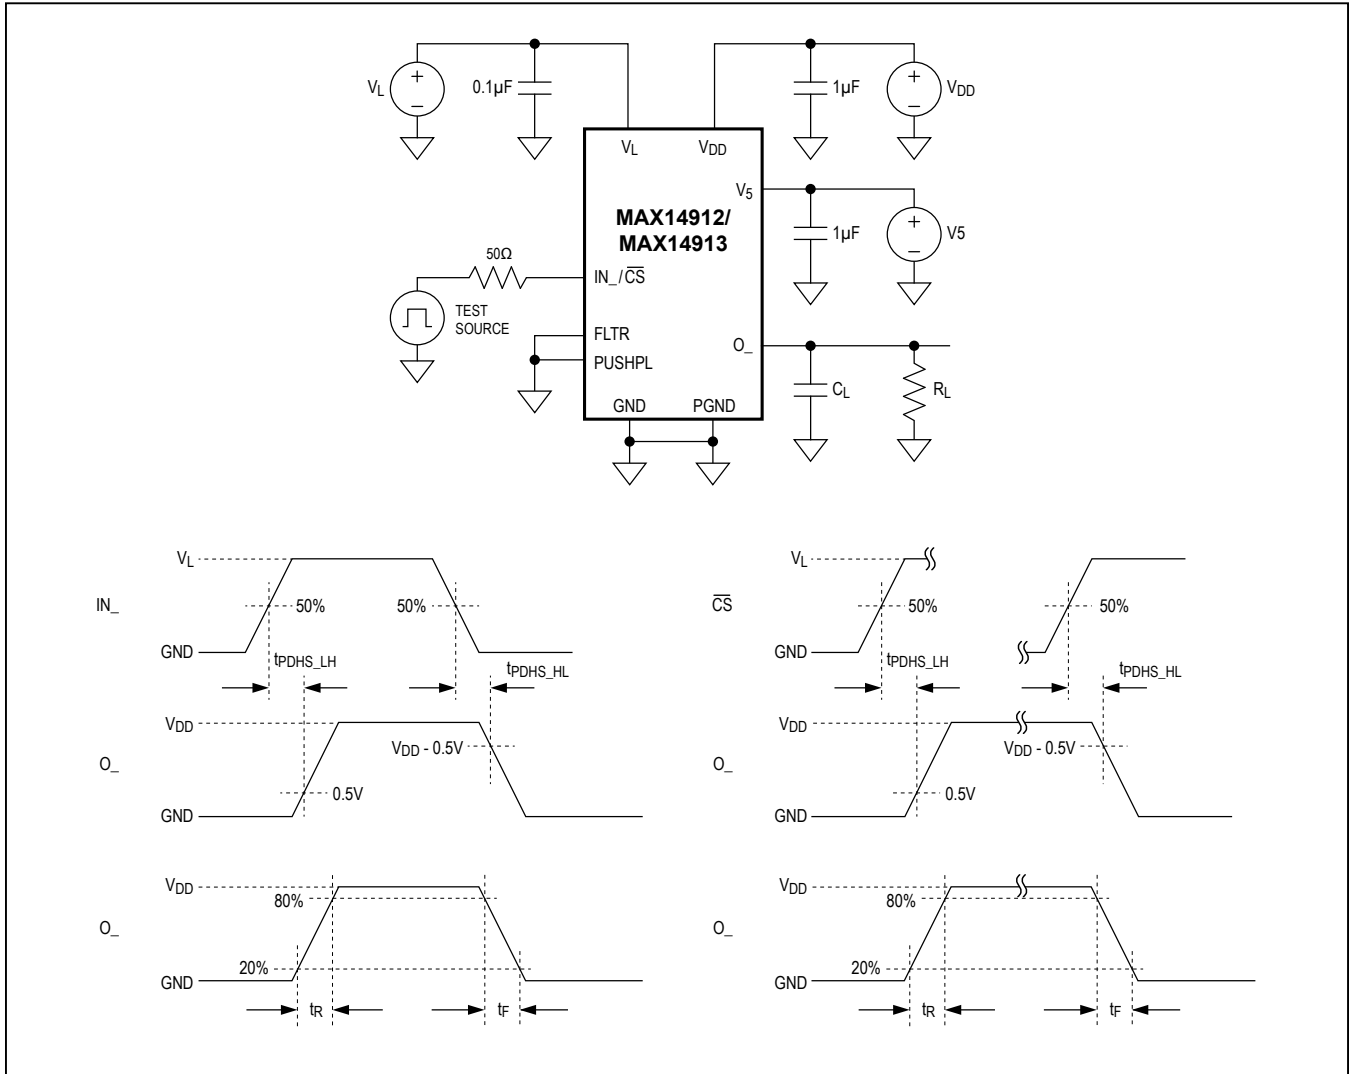 VL
0.1µF
1µF
VDD
VL
VDD
V5
MAX14912/
MAX14913
1µF
V5
50Ω
IN_/C̅S̅
TEST
SOURCE
FLTR
PUSHPL
O_
CL
RL
GND
PGND
VL
IN_
50%
50%
GND
tPDHS_LH
tPDHS_HL
VDD
VDD - 0.5V
O_
0.5V
GND
VDD
80%
O_
20%
GND
tR
tF
VL
C̅S̅
50%
50%
GND
tPDHS_LH
tPDHS_HL
VDD
VDD - 0.5V
O_
0.5V
GND
VDD
80%
O_
20%
GND
tR
tF